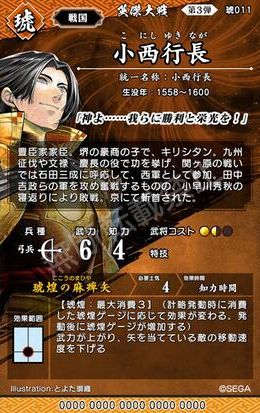 琥 戦国 英傑大戦 第3弾 琥011
こ にし ゆき なが
小西行長
統一名称：小西行長
生没年：1558～1600
「神よ……我らに勝利と栄光を！」
豊臣家家臣。堺の豪商の子で、キリシタン。九州
征伐や文禄・慶長の役で功を挙げ、関ヶ原の戦い
では石田三成に呼応して、西軍として参加。田中
吉政らの軍を攻め奮戦するものの、小早川秀秋の
寝返りにより敗戦、京にて斬首された。
兵種 武力 知力 武将コスト
弓兵 6 4 特技
ここうのまひや
琥煌の麻痺矢
必要士気 4
効果時間 知力時間
効果範囲
【琥煌：最大消費3】（計略発動時に消費
した琥煌ゲージに応じて効果が変わる。発
動後に琥煌ゲージが増加する）
武力が上がり、矢を当てている敵の移動速
度を下げる
Illustration：とよた瑣織
©SEGA
0000 0000 0000 0000 0000